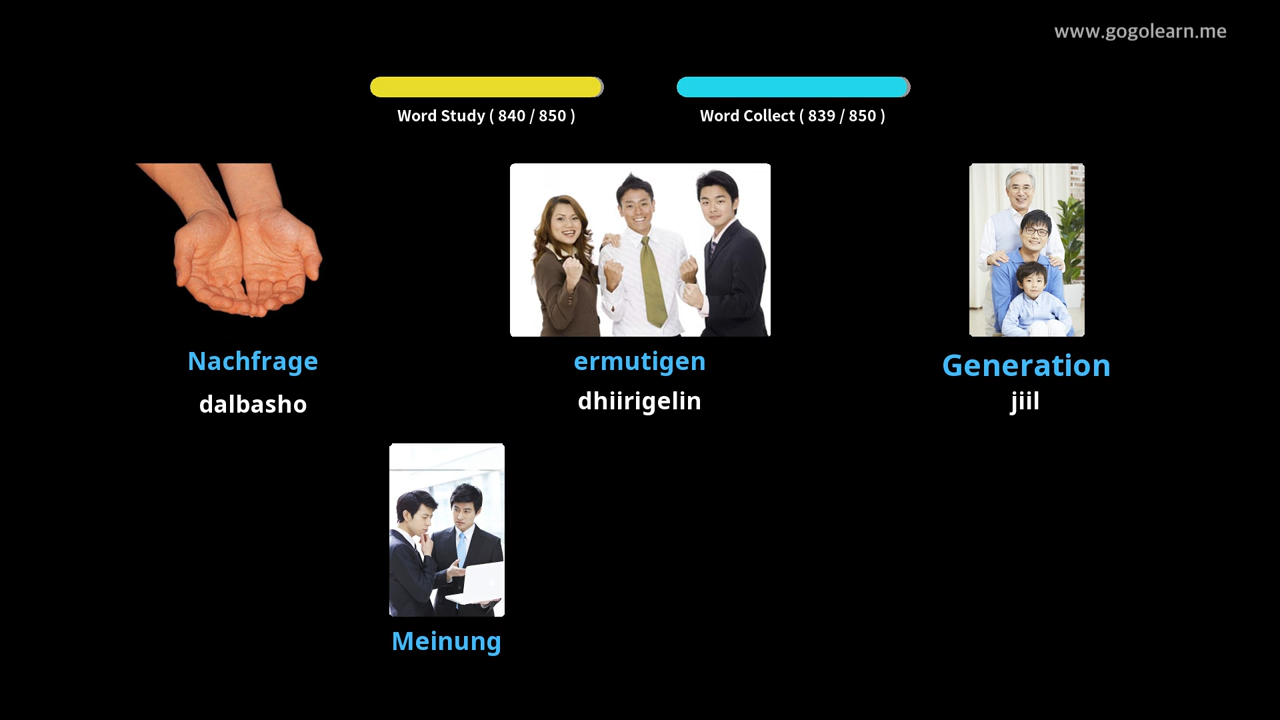 www.gogolearn.me
Word Study ( 840 / 850 )
Word Collect ( 839 / 850 )
Nachfrage
dalbasho
ermutigen
dhiirigelin
Generation
jiil
Meinung